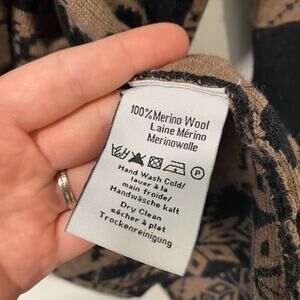 100% Merino Wool
Laine Mérino
Merinowolle
P
Hand Wash Cold/
laver à la
main froide/
Handwäsche kalt
Dry Clean
sécher à plat
Trockenreinigung